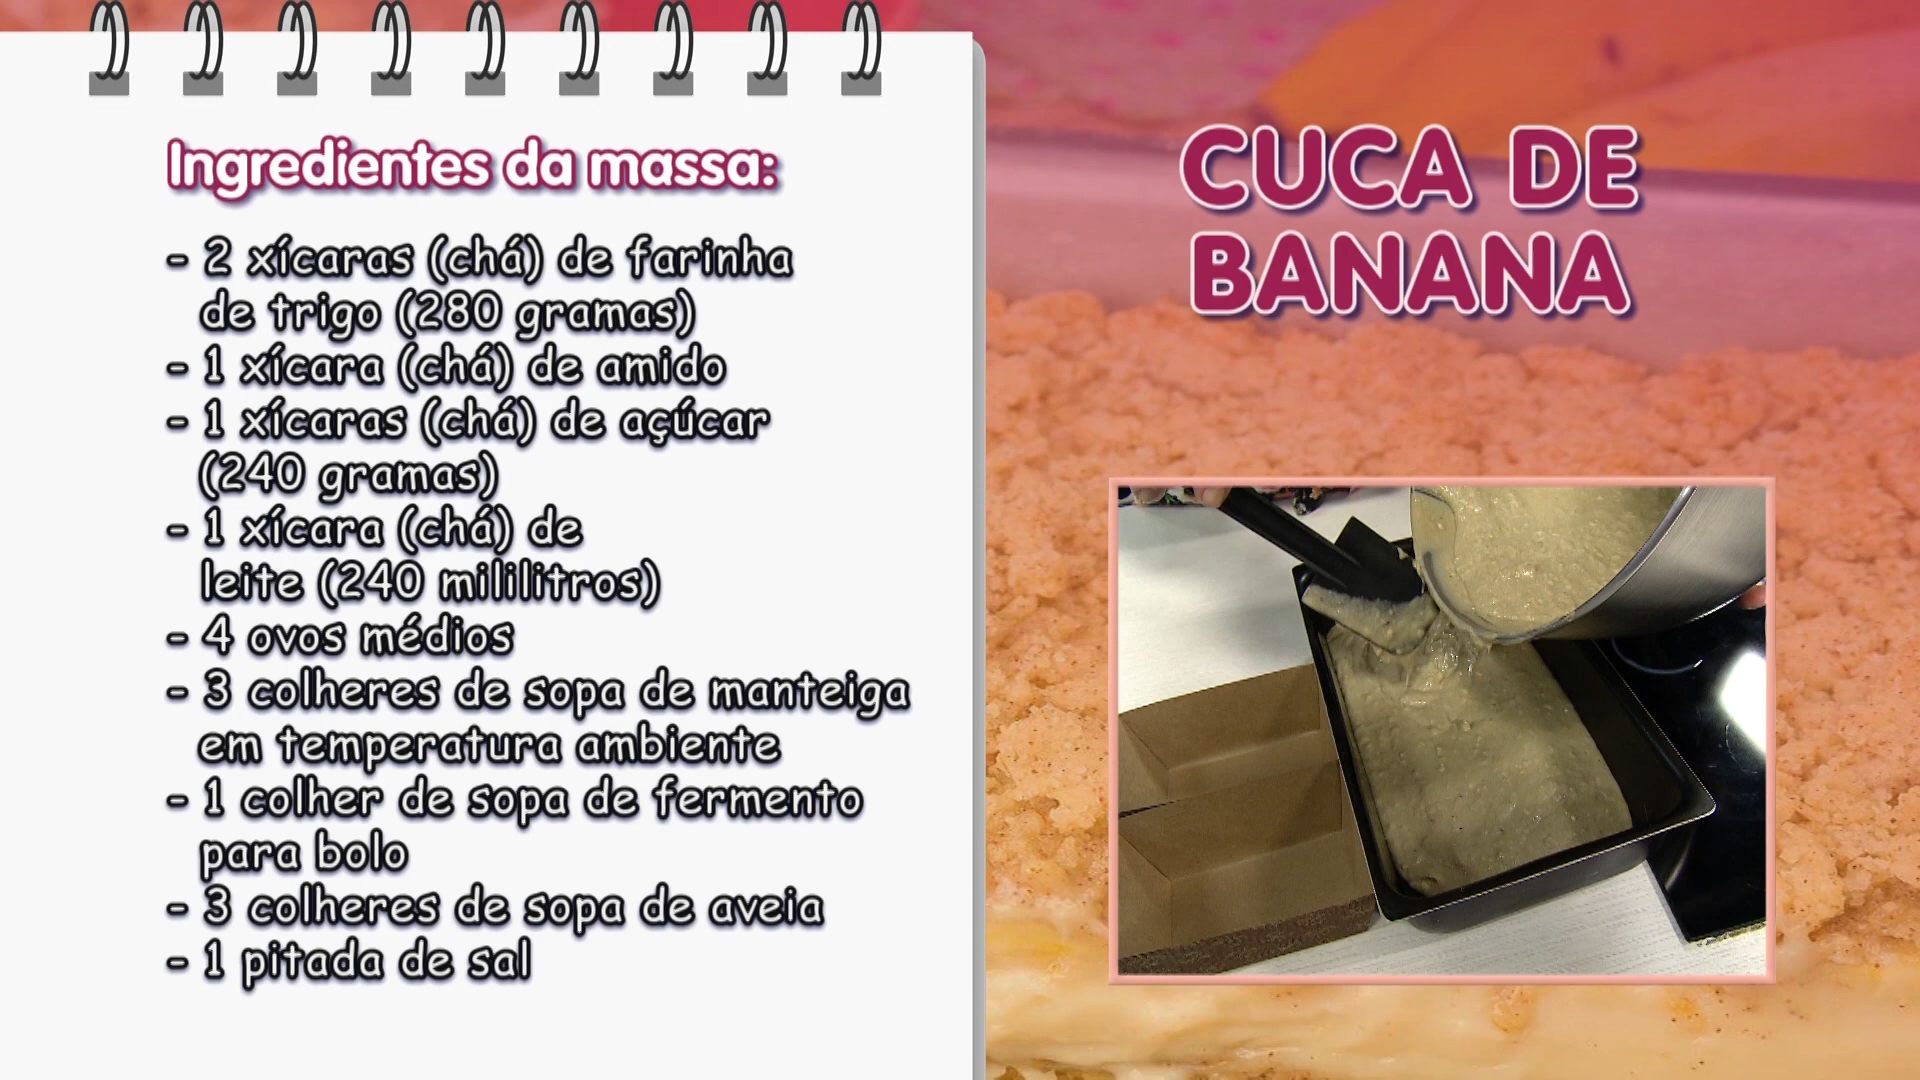 Ingredientes da massa:
- 2 xícaras (chá) de farinha
de trigo (280 gramas)
- 1 xícara (chá) de amido
- 1 xícaras (chá) de açúcar
(240 gramas)
- 1 xícara (chá) de
leite (240 mililitros)
- 4 ovos médios
- 3 colheres de sopa de manteiga
em temperatura ambiente
- 1 colher de sopa de fermento
para bolo
- 3 colheres de sopa de aveia
- 1 pitada de sal
CUCA DE
BANANA